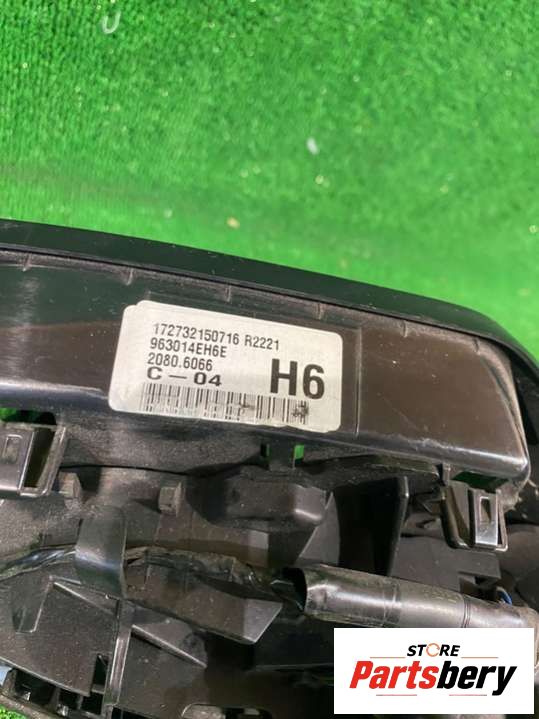 172732150716 R2221
963014EH6E
2080.6066
C-04
H6
STORE
Partsbery